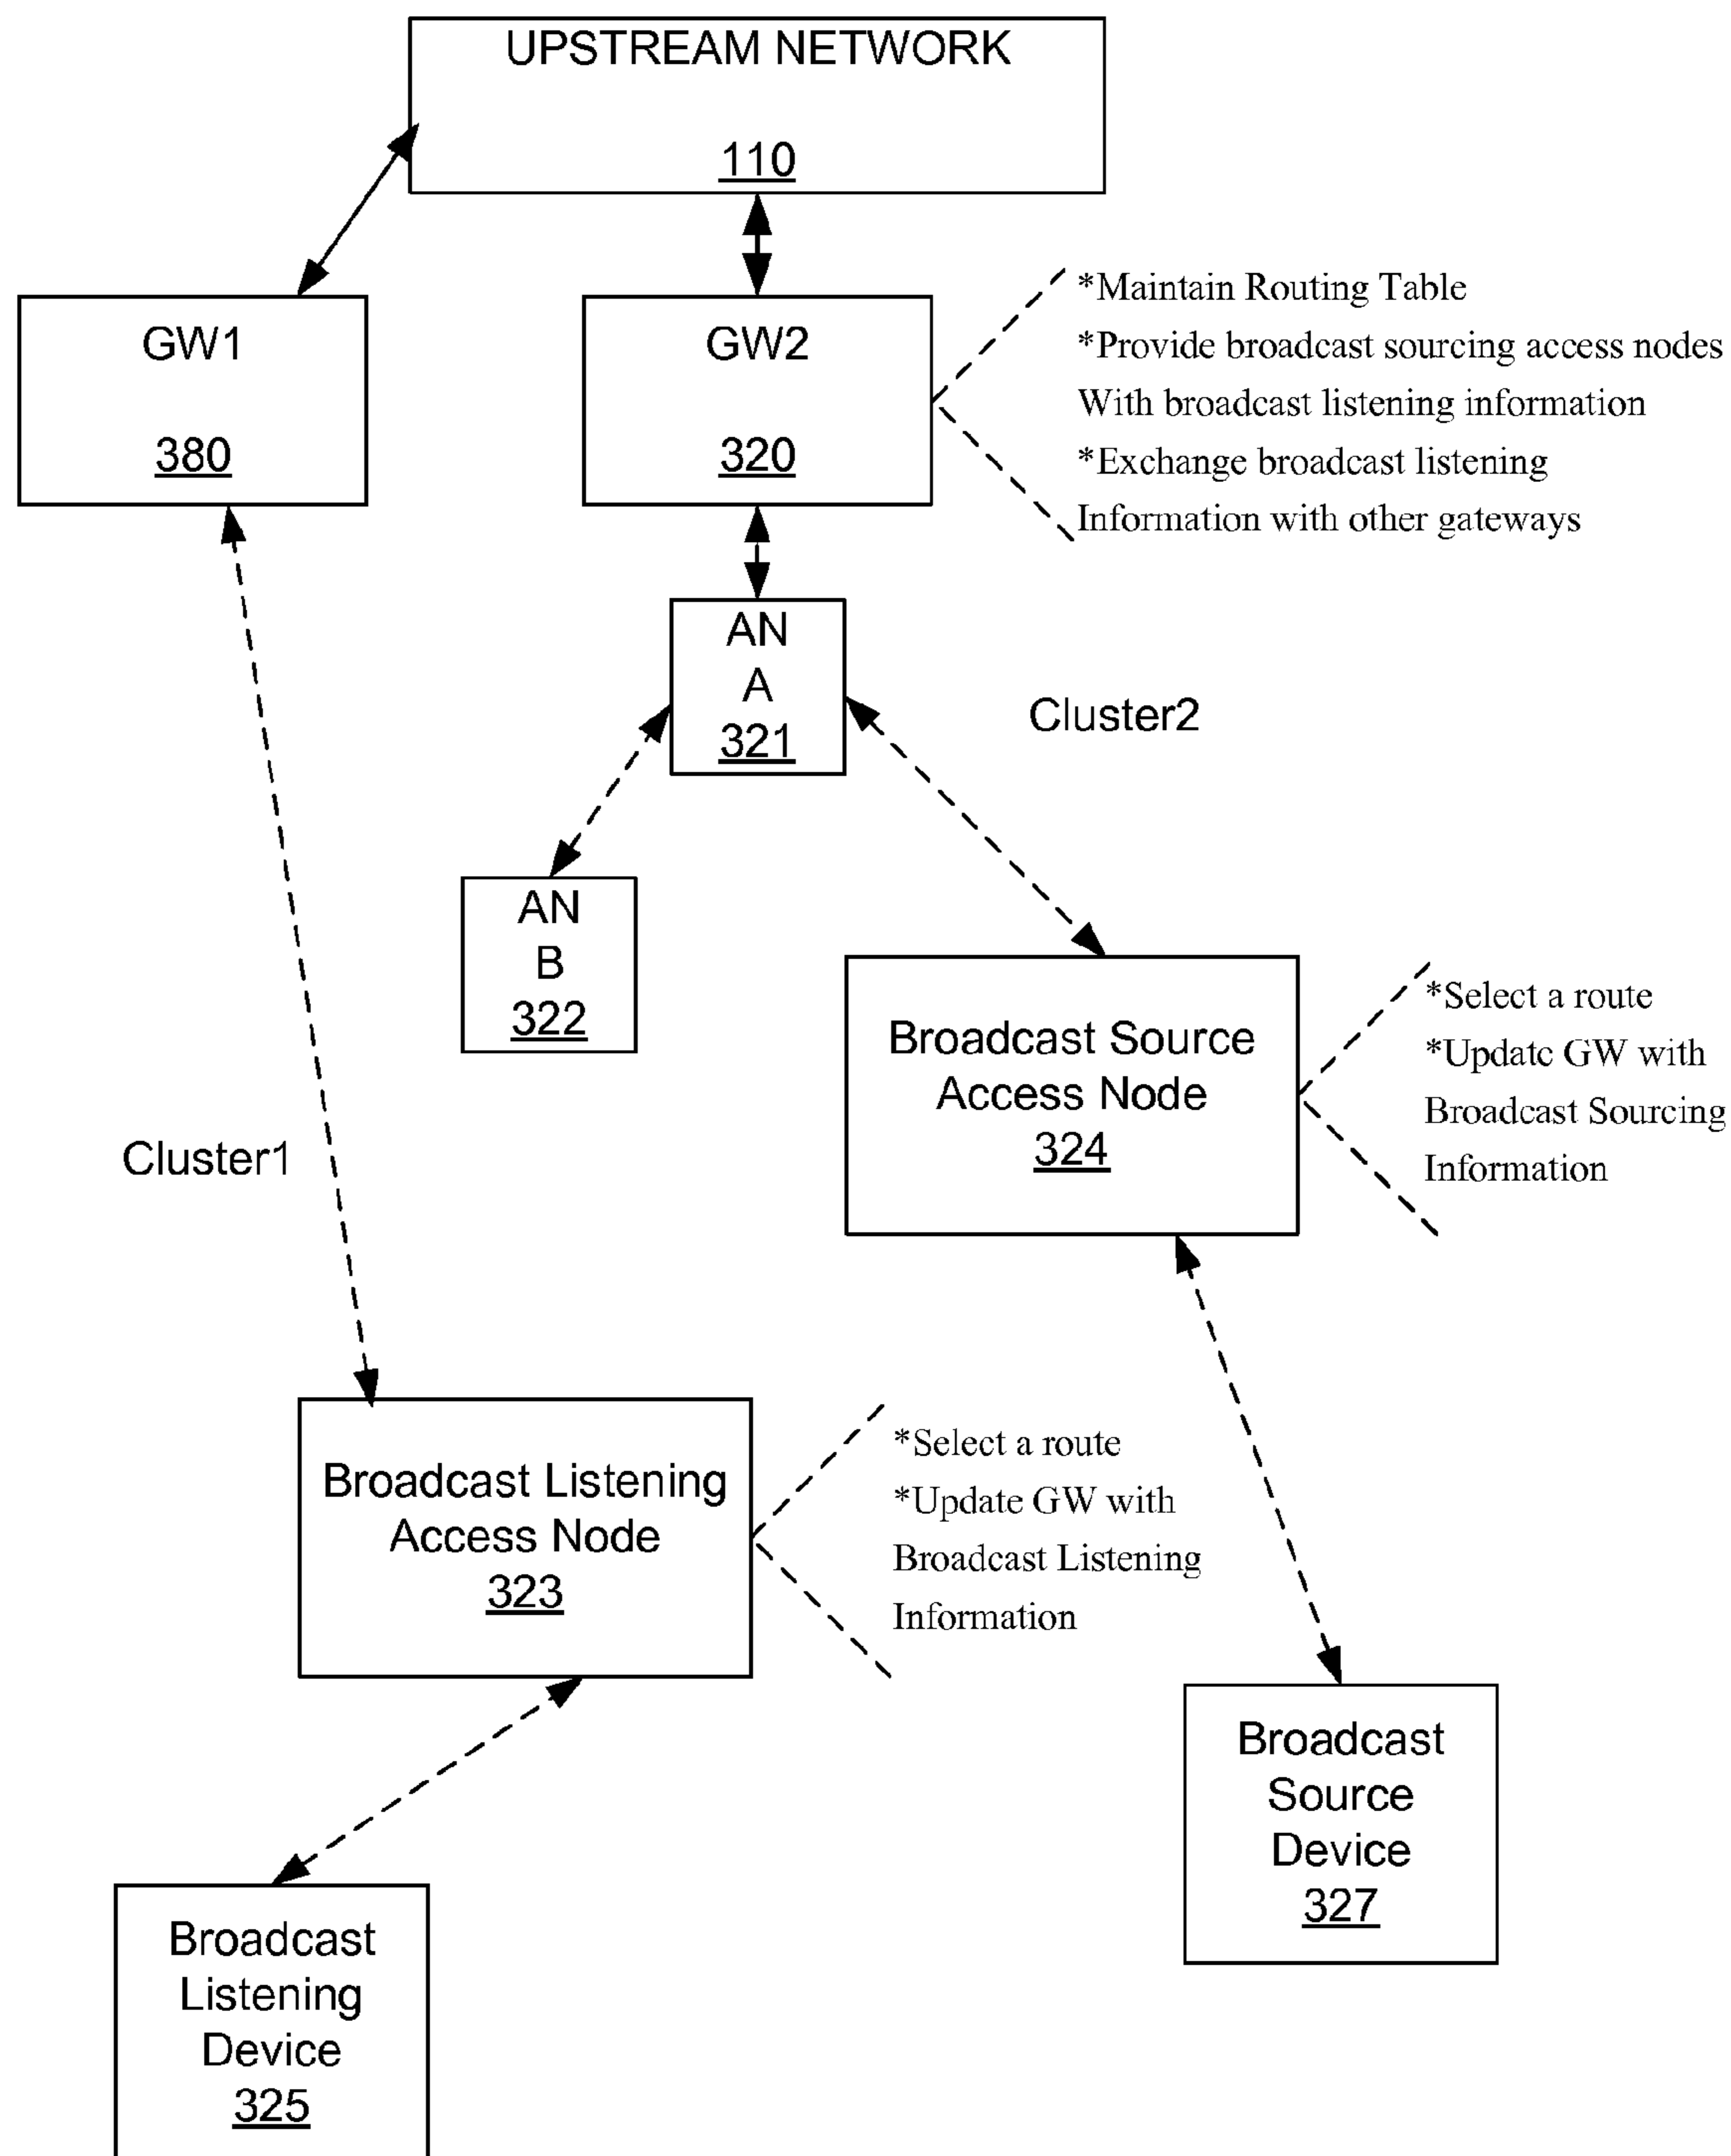 UPSTREAM NETWORK
110
GW1
380
GW2
320
*Maintain Routing Table
*Provide broadcast sourcing access nodes
With broadcast listening information
*Exchange broadcast listening
Information with other gateways
AN
A
321
Cluster2
AN
B
322
Broadcast Source
Access Node
324
*Select a route
*Update GW with
Broadcast Sourcing
Information
Cluster1
Broadcast Listening
Access Node
323
*Select a route
*Update GW with
Broadcast Listening
Information
Broadcast
Source
Device
327
Broadcast
Listening
Device
325